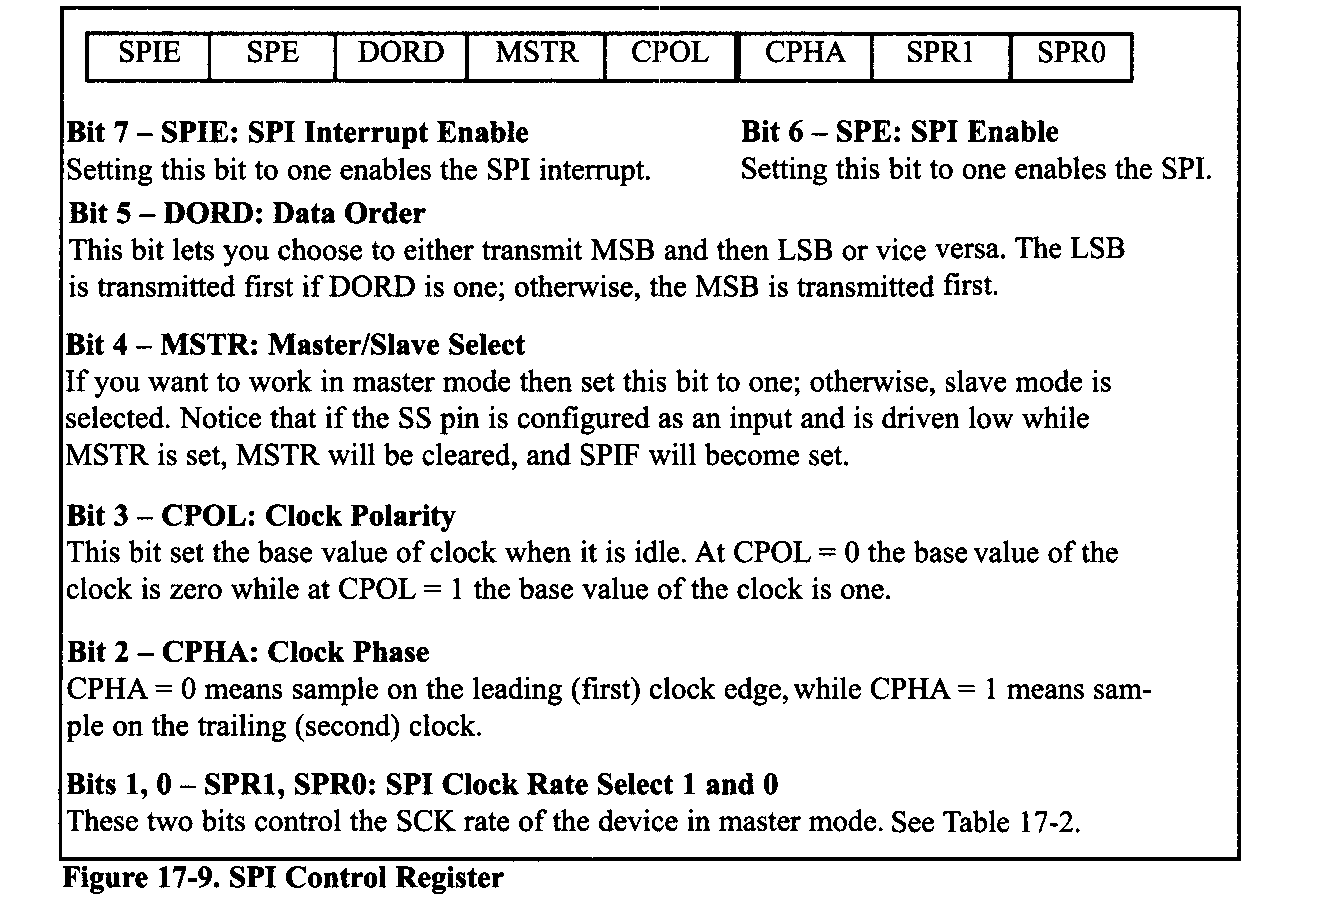 SPIE SPE DORD MSTR CPOL CPHA SPR1 SPR0
Bit 7 – SPIE: SPI Interrupt Enable
Setting this bit to one enables the SPI interrupt.
Bit 6 – SPE: SPI Enable
Setting this bit to one enables the SPI.
Bit 5 – DORD: Data Order
This bit lets you choose to either transmit MSB and then LSB or vice versa. The LSB
is transmitted first if DORD is one; otherwise, the MSB is transmitted first.
Bit 4 – MSTR: Master/Slave Select
If you want to work in master mode then set this bit to one; otherwise, slave mode is
selected. Notice that if the SS pin is configured as an input and is driven low while
MSTR is set, MSTR will be cleared, and SPIF will become set.
Bit 3 – CPOL: Clock Polarity
This bit set the base value of clock when it is idle. At CPOL = 0 the base value of the
clock is zero while at CPOL = 1 the base value of the clock is one.
Bit 2 – CPHA: Clock Phase
CPHA = 0 means sample on the leading (first) clock edge, while CPHA = 1 means sam-
ple on the trailing (second) clock.
Bits 1, 0 – SPR1, SPR0: SPI Clock Rate Select 1 and 0
These two bits control the SCK rate of the device in master mode. See Table 17-2.
Figure 17-9. SPI Control Register